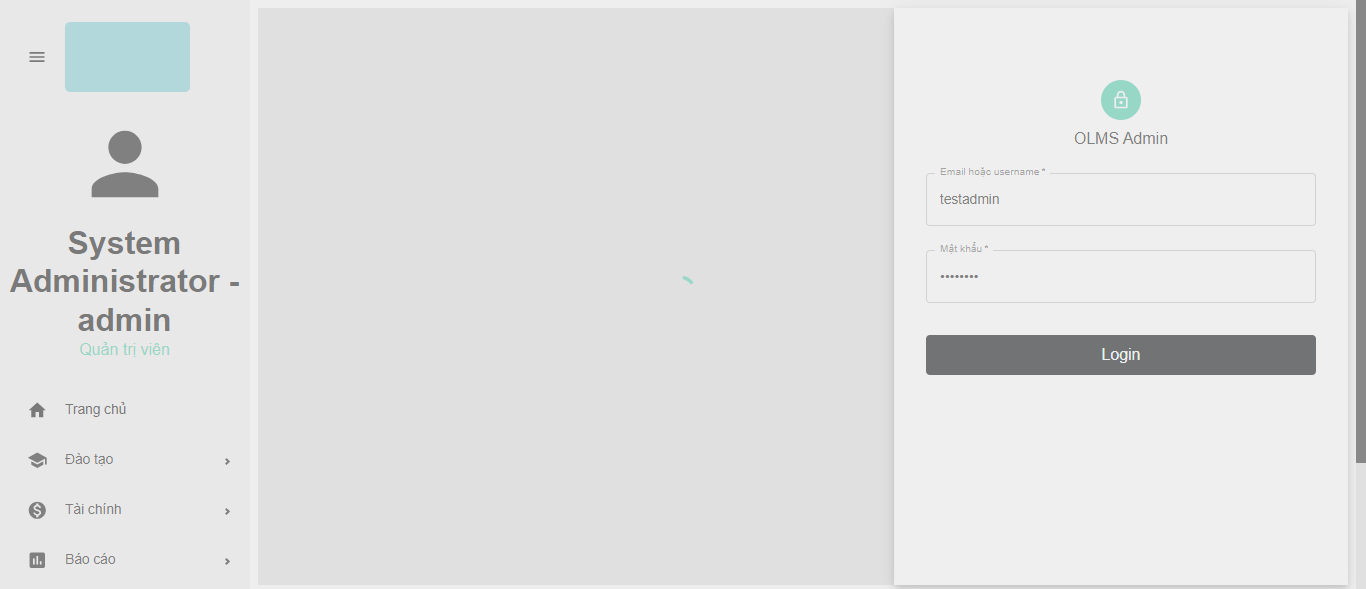 System
Administrator -
admin
Quản trị viên
Trang chủ
Đào tạo
Tài chính
Báo cáo
OLMS Admin
Email hoặc username *
testadmin
Mật khẩu *
••••••••
Login